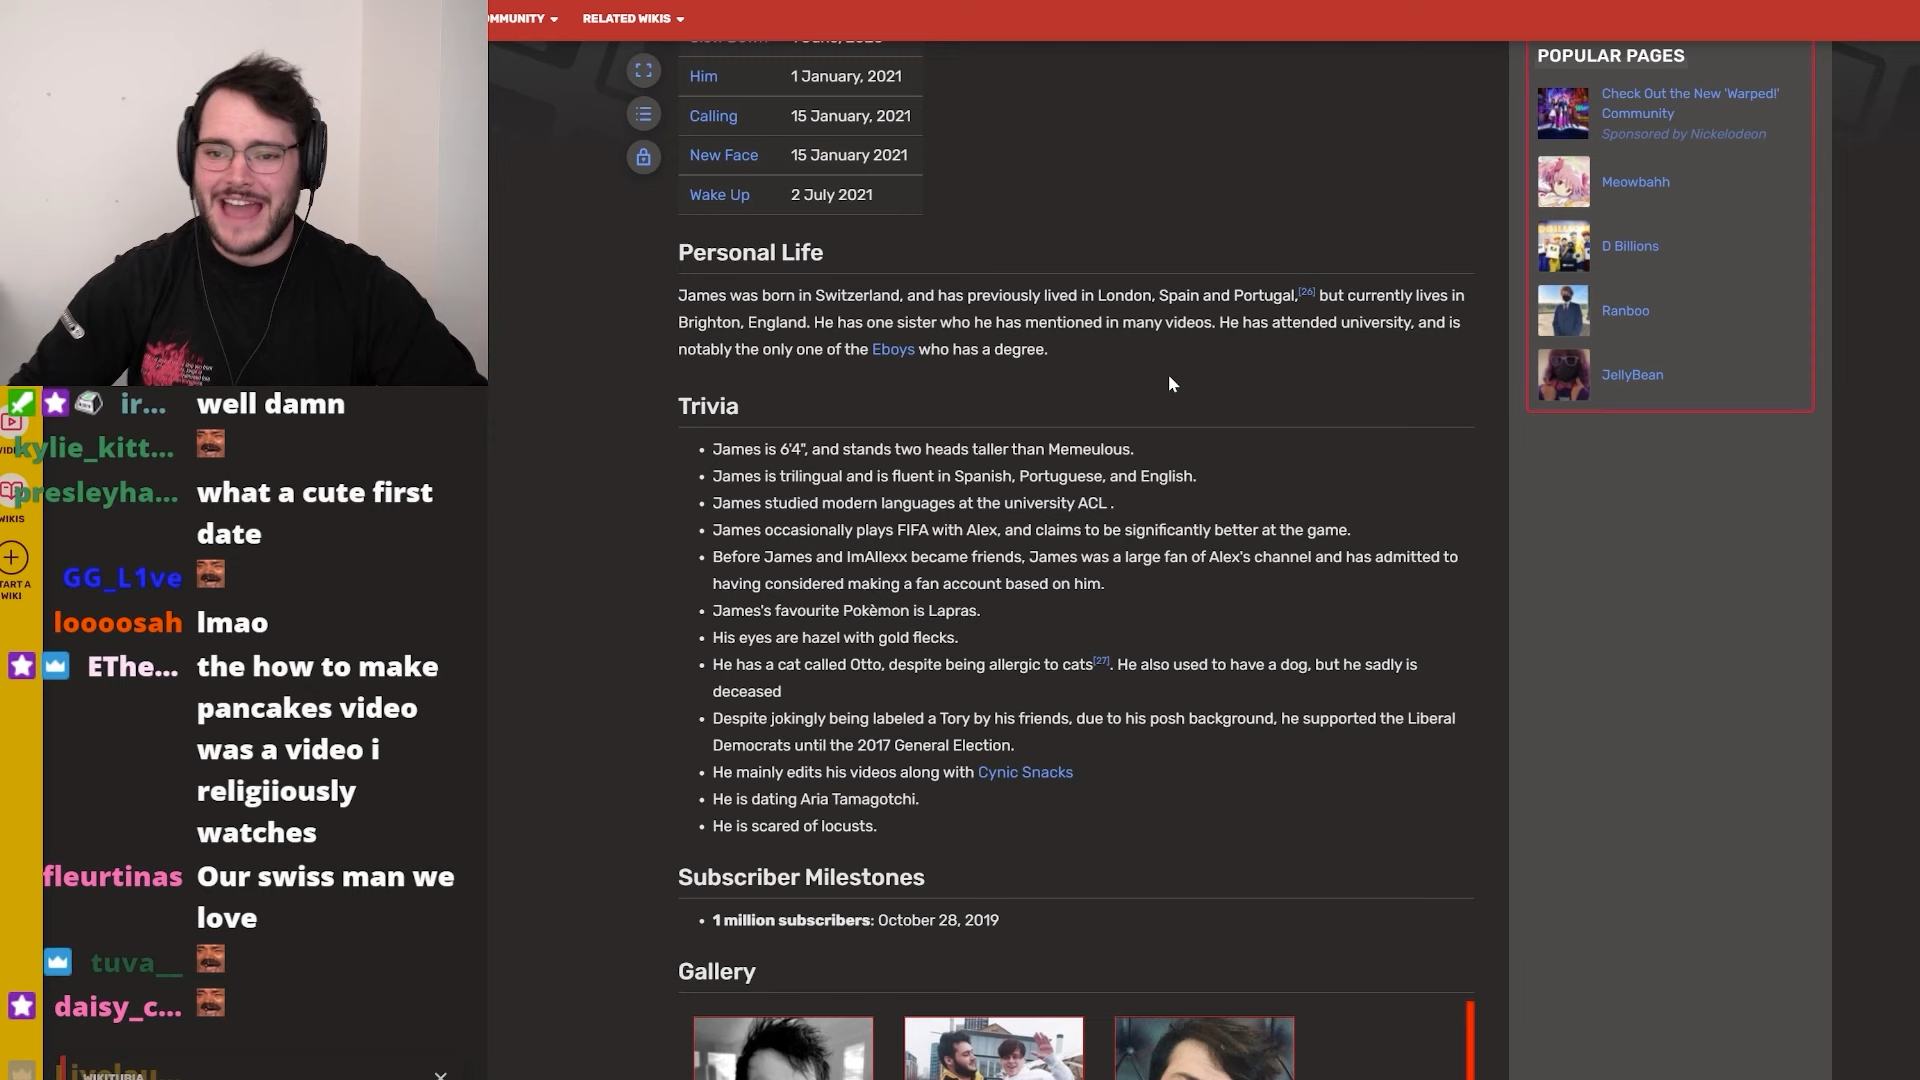 OMMUNITY
RELATED WIKIS
Him 1 January, 2021
Calling 15 January, 2021
New Face 15 January 2021
Wake Up 2 July 2021
Personal Life
James was born in Switzerland, and has previously lived in London, Spain and Portugal,[26] but currently lives in
Brighton, England. He has one sister who he has mentioned in many videos. He has attended university, and is
notably the only one of the Eboys who has a degree.
Trivia
• James is 6'4", and stands two heads taller than Memeulous.
• James is trilingual and is fluent in Spanish, Portuguese, and English.
• James studied modern languages at the university ACL .
• James occasionally plays FIFA with Alex, and claims to be significantly better at the game.
• Before James and ImAllexx became friends, James was a large fan of Alex's channel and has admitted to
having considered making a fan account based on him.
• James's favourite Pokèmon is Lapras.
• His eyes are hazel with gold flecks.
• He has a cat called Otto, despite being allergic to cats[27]. He also used to have a dog, but he sadly is
deceased
• Despite jokingly being labeled a Tory by his friends, due to his posh background, he supported the Liberal
Democrats until the 2017 General Election.
• He mainly edits his videos along with Cynic Snacks
• He is dating Aria Tamagotchi.
• He is scared of locusts.
Subscriber Milestones
• 1 million subscribers: October 28, 2019
Gallery
POPULAR PAGES
Check Out the New 'Warped!'
Community
Sponsored by Nickelodeon
Meowbahh
D Billions
Ranboo
JellyBean
ir... well damn
kylie_kitt...
presleyha... what a cute first
date
GG_L1ve
loooosah lmao
EThe... the how to make
pancakes video
was a video i
religiiously
watches
fleurtinas Our swiss man we
love
tuva__
daisy_c...
WIKIS
TART A
WIKI
WIKITUBIA